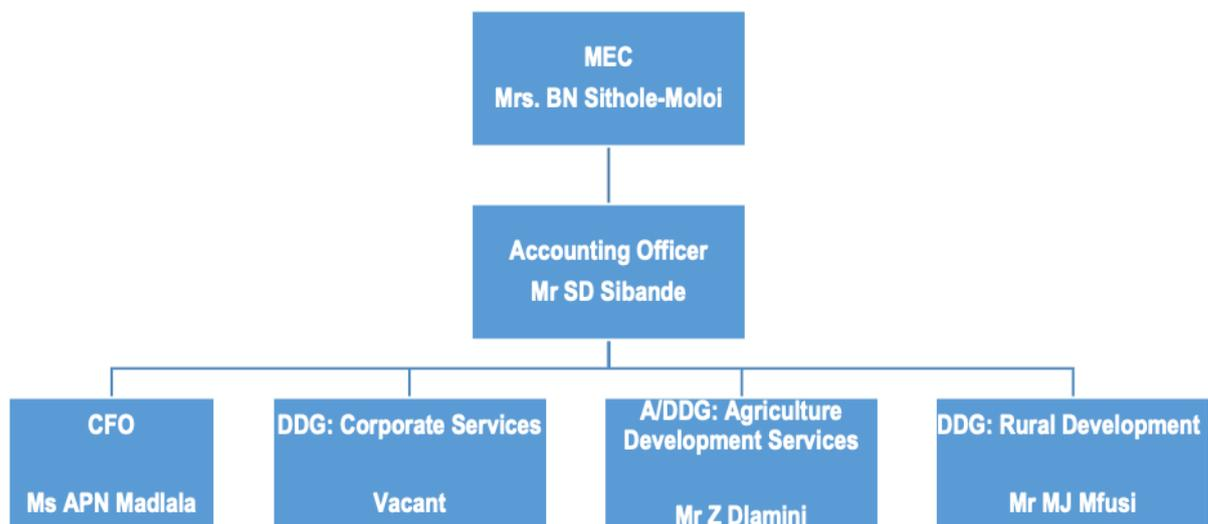 MEC
Mrs. BN Sithole-Moloi
Accounting Officer
Mr SD Sibande
CFO
Ms APN Madlala
DDG: Corporate Services
Vacant
A/DDG: Agriculture
Development Services
Mr Z Dlamini
DDG: Rural Development
Mr MJ Mfusi